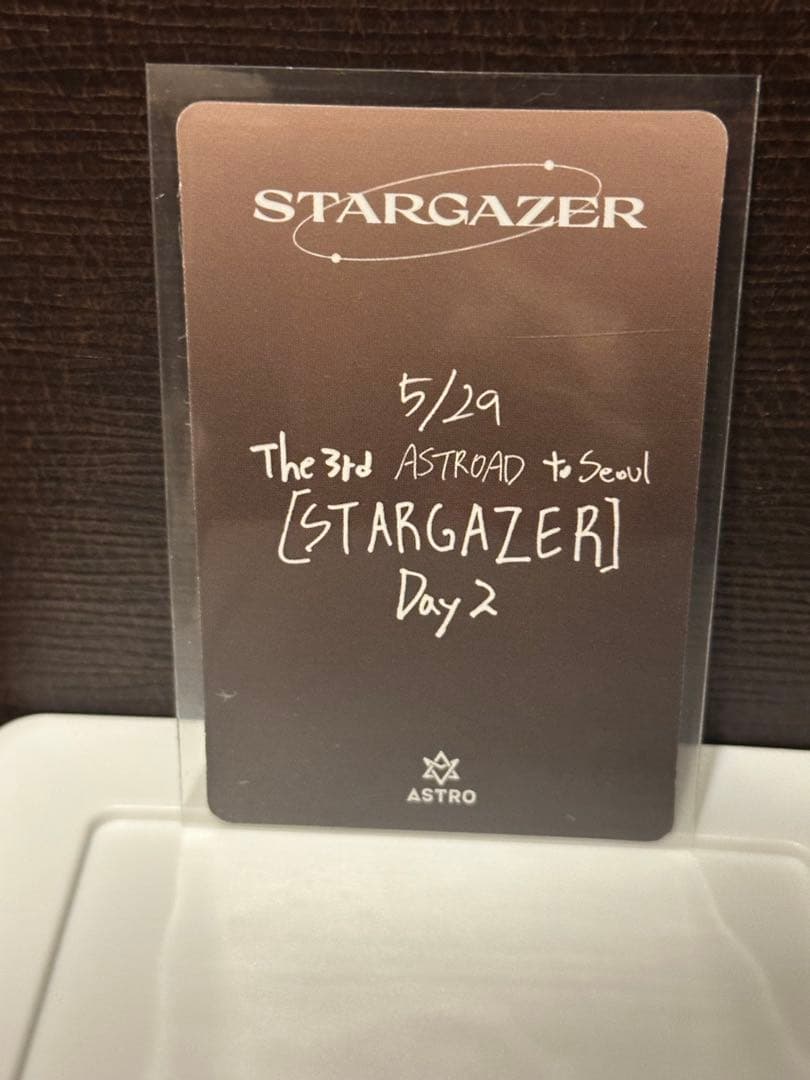 STARGAZER
5/29
The 3rd ASTROAD to Seoul
[STARGAZER]
Day 2
ASTRO